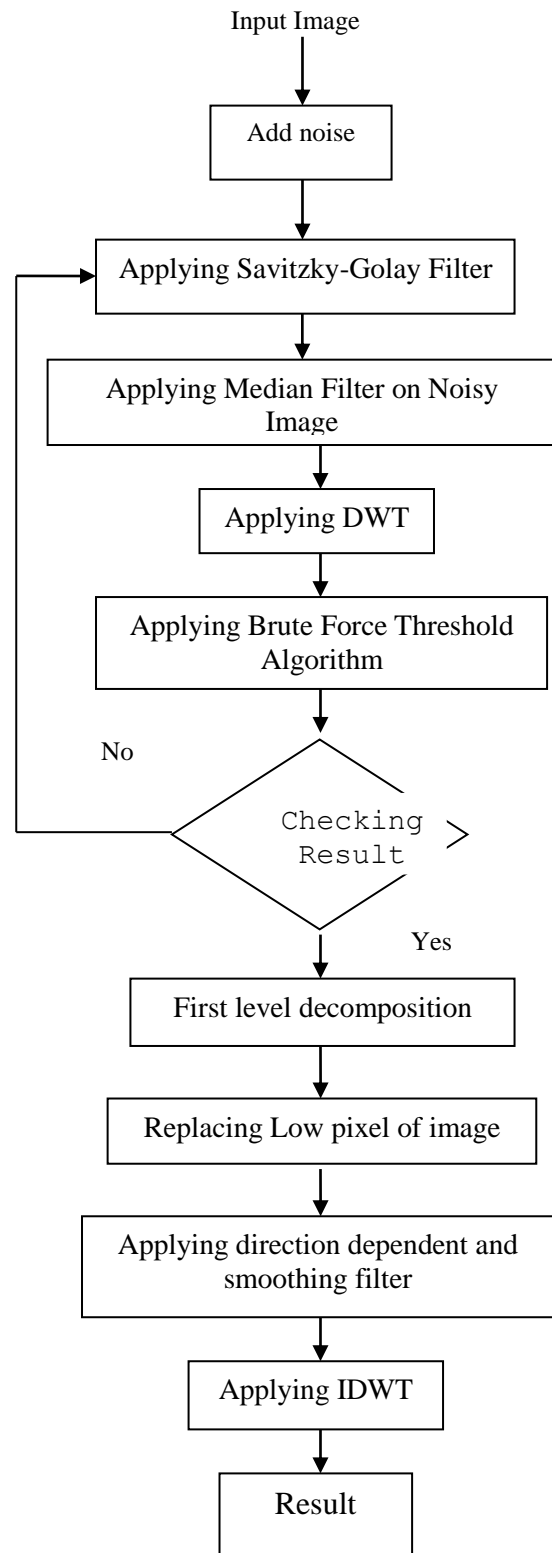 Input Image
Add noise
Applying Savitzky-Golay Filter
Applying Median Filter on Noisy
Image
Applying DWT
Applying Brute Force Threshold
Algorithm
No
Checking
Result
Yes
First level decomposition
Replacing Low pixel of image
Applying direction dependent and
smoothing filter
Applying IDWT
Result